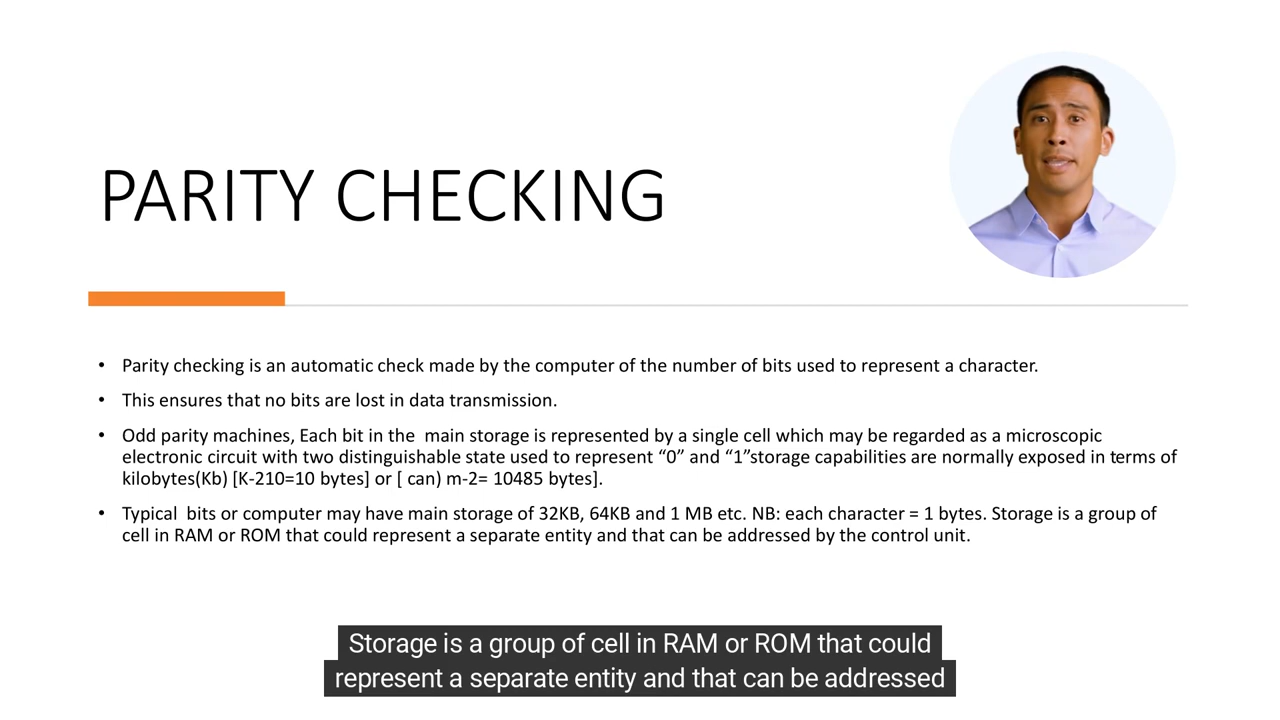 PARITY CHECKING
• Parity checking is an automatic check made by the computer of the number of bits used to represent a character.
• This ensures that no bits are lost in data transmission.
• Odd parity machines, Each bit in the  main storage is represented by a single cell which may be regarded as a microscopic
electronic circuit with two distinguishable state used to represent “0” and “1”storage capabilities are normally exposed in terms of
kilobytes(Kb) [K-210=10 bytes] or [ can) m-2= 10485 bytes].
• Typical  bits or computer may have main storage of 32KB, 64KB and 1 MB etc. NB: each character = 1 bytes. Storage is a group of
cell in RAM or ROM that could represent a separate entity and that can be addressed by the control unit.
Storage is a group of cell in RAM or ROM that could
represent a separate entity and that can be addressed